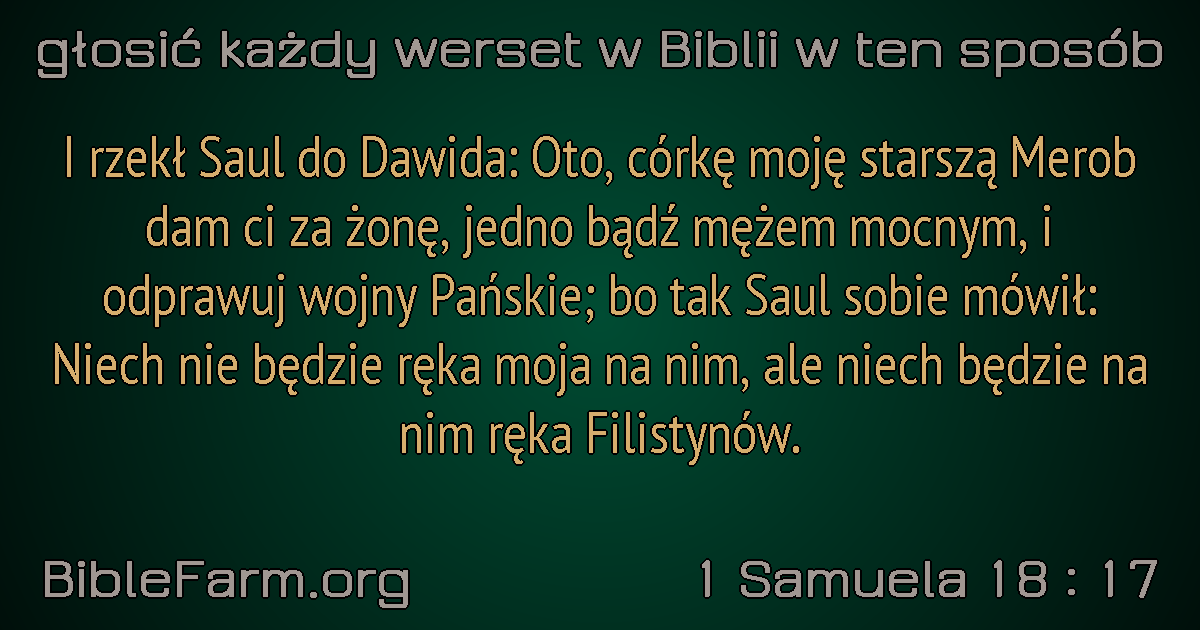 głosić każdy werset w Biblii w ten sposób
I rzekł Saul do Dawida: Oto, córkę moję starszą Merob
dam ci za żonę, jedno bądź mężem mocnym, i
odprawuj wojny Pańskie; bo tak Saul sobie mówił:
Niech nie będzie ręka moja na nim, ale niech będzie na
nim ręka Filistynów.
BibleFarm.org
1 Samuela 18 : 17